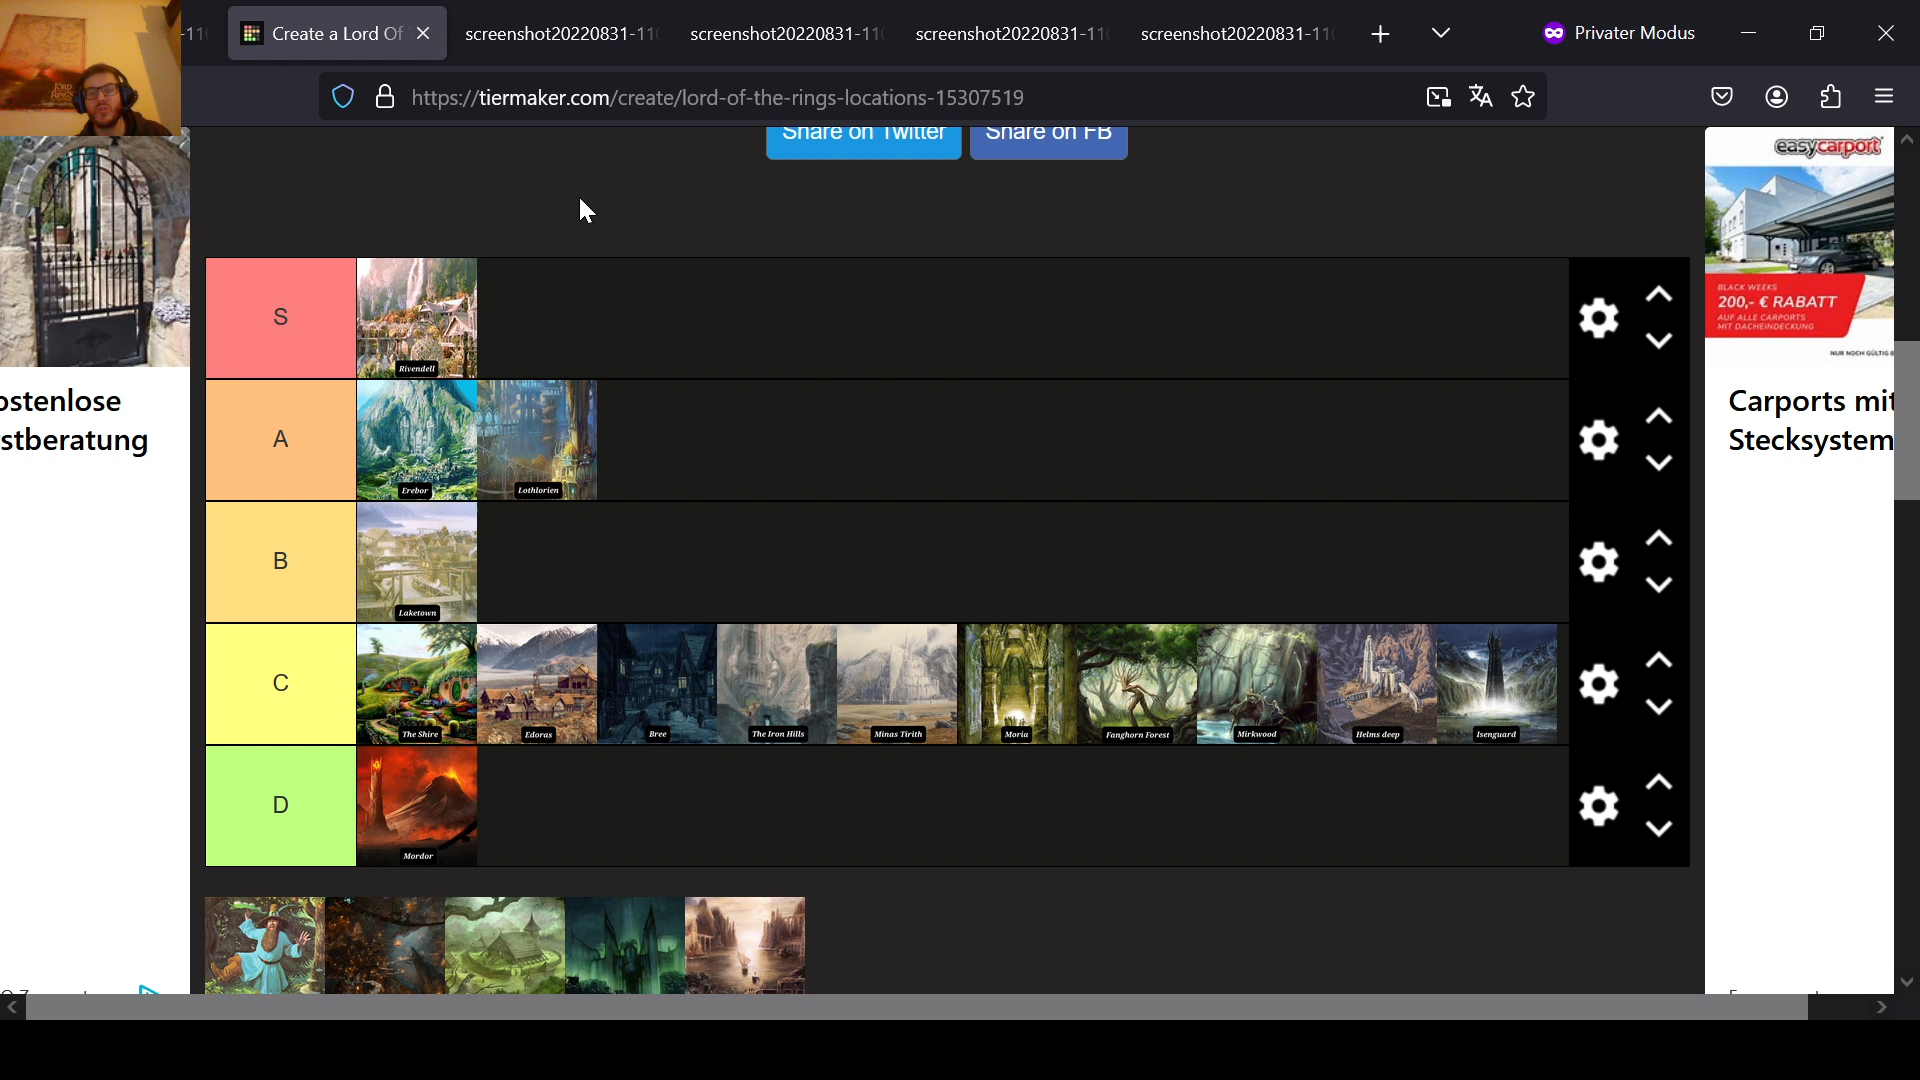 Create a Lord Of
screenshot20220831-11
screenshot20220831-11
screenshot20220831-11
screenshot20220831-11
Privater Modus
https://tiermaker.com/create/lord-of-the-rings-locations-15307519
Share on Twitter
Share on FB
easycarport
BLACK WEEKS
200,- € RABATT
AUF ALLE CARPORTS
MIT DACHEINDECKUNG
NUR NOCH GÜLTIG B
ostenlose
stberatung
Carports mit
Stecksystem
S
Rivendell
A
Erebor
Lothlorien
B
Laketown
C
The Shire
Edoras
Bree
The Iron Hills
Minas Tirith
Moria
Fanghorn Forest
Mirkwood
Helms deep
Isenguard
D
Mordor